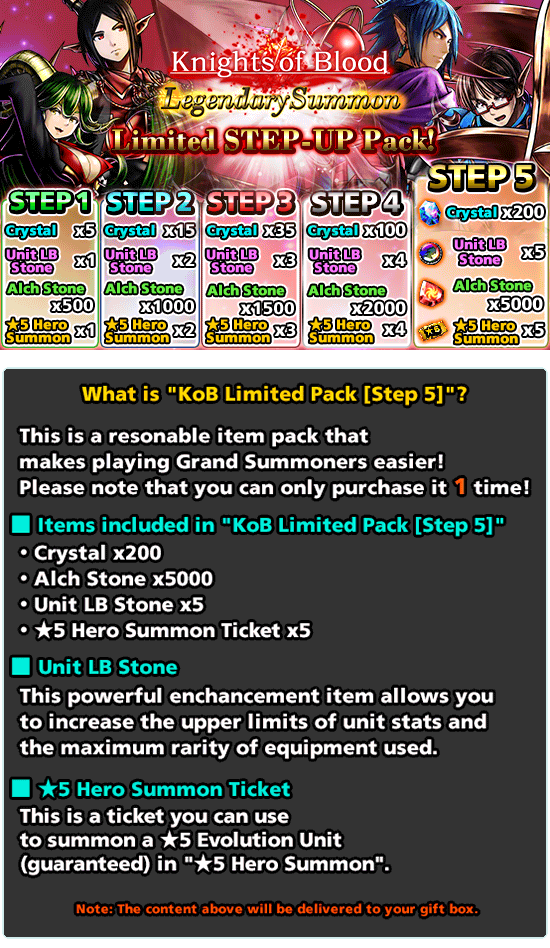 Knights of Blood
Legendary Summon
Limited STEP-UP Pack!
STEP 1
Crystal x5
Unit LB Stone x1
Alch Stone x500
★5 Hero Summon x1
STEP 2
Crystal x15
Unit LB Stone x2
Alch Stone x1000
★5 Hero Summon x2
STEP 3
Crystal x35
Unit LB Stone x3
Alch Stone x1500
★5 Hero Summon x3
STEP 4
Crystal x100
Unit LB Stone x4
Alch Stone x2000
★5 Hero Summon x4
STEP 5
Crystal x200
Unit LB Stone x5
Alch Stone x5000
★5
★5 Hero Summon x5
What is "KoB Limited Pack [Step 5]"?
This is a resonable item pack that
makes playing Grand Summoners easier!
Please note that you can only purchase it 1 time!
■ Items included in "KoB Limited Pack [Step 5]"
• Crystal x200
• Alch Stone x5000
• Unit LB Stone x5
• ★5 Hero Summon Ticket x5
■ Unit LB Stone
This powerful enchancement item allows you
to increase the upper limits of unit stats and
the maximum rarity of equipment used.
■ ★5 Hero Summon Ticket
This is a ticket you can use
to summon a ★5 Evolution Unit
(guaranteed) in "★5 Hero Summon".
Note: The content above will be delivered to your gift box.